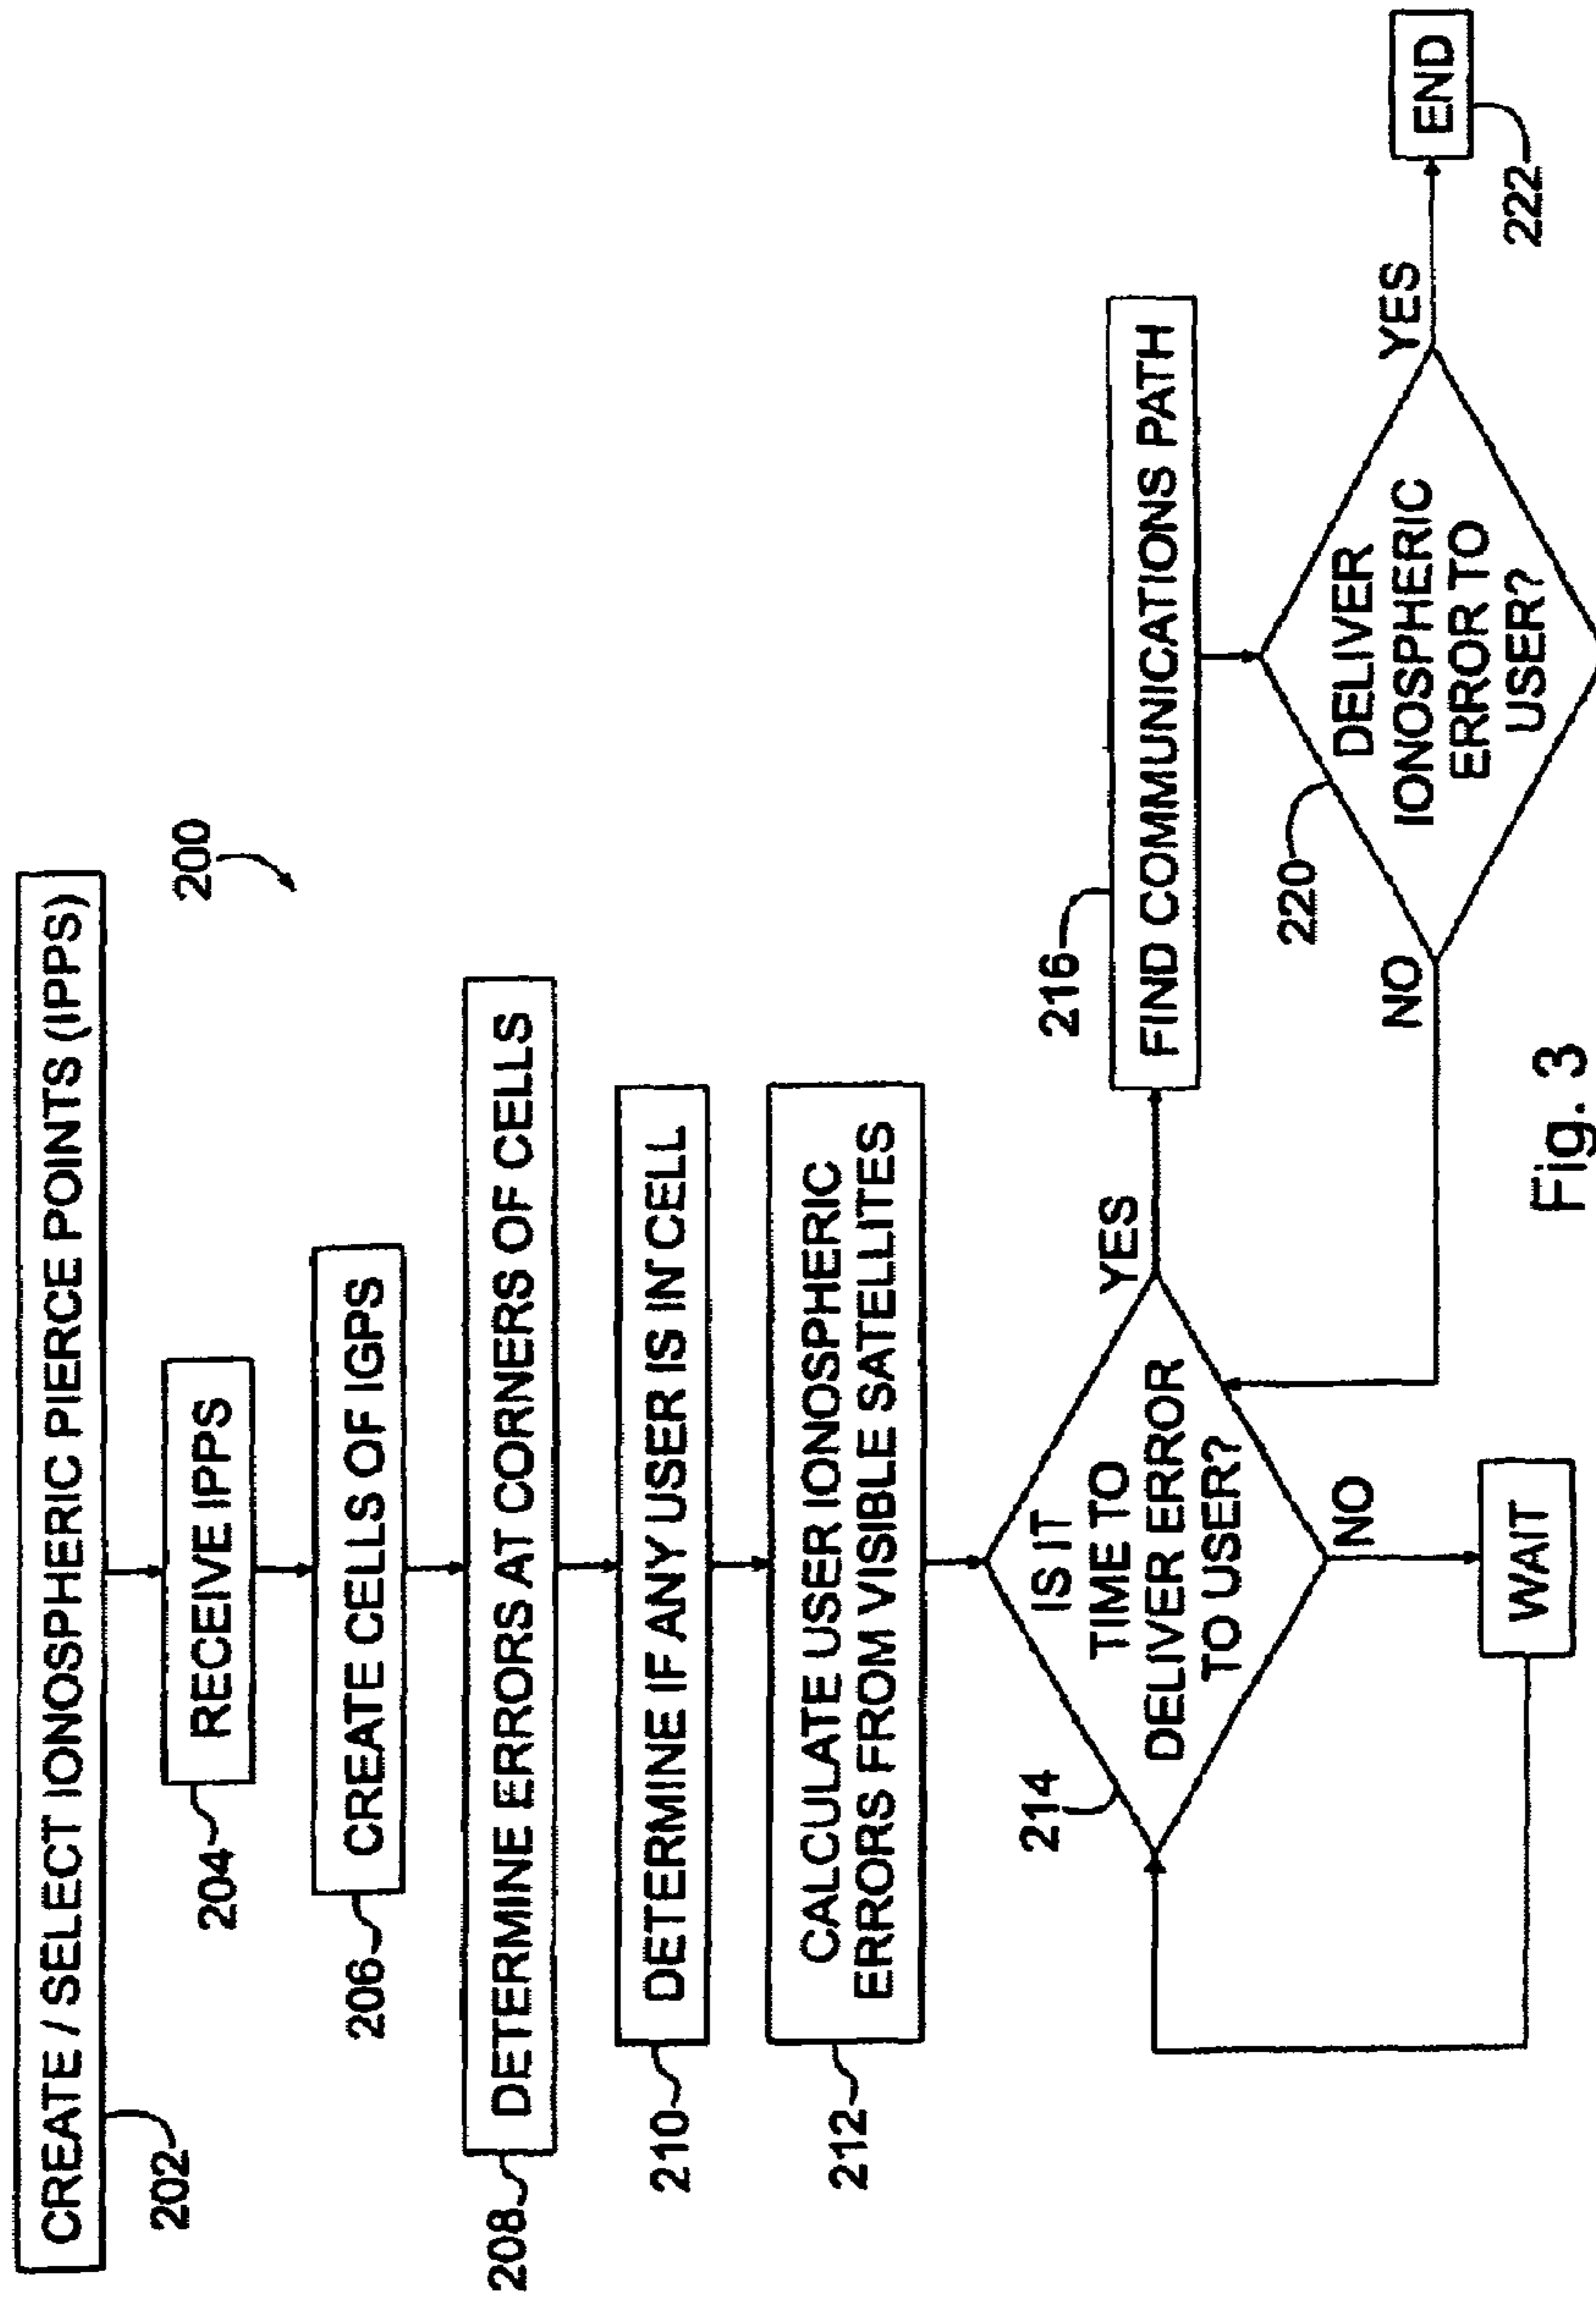 CREATE / SELECT IONOSPHERIC PIERCE POINTS (IPPS)
202
200
RECEIVE IPPS
204
CREATE CELLS OF IGPS
206
DETERMINE ERRORS AT CORNERS OF CELLS
208
DETERMINE IF ANY USER IS IN CELL
210
CALCULATE USER IONOSPHERIC
ERRORS FROM VISIBLE SATELLITES
212
214
IS IT
TIME TO
DELIVER ERROR
TO USER?
YES
NO
WAIT
216
FIND COMMUNICATIONS PATH
220
DELIVER
IONOSPHERIC
ERROR TO
USER?
YES
NO
END
222
Fig. 3